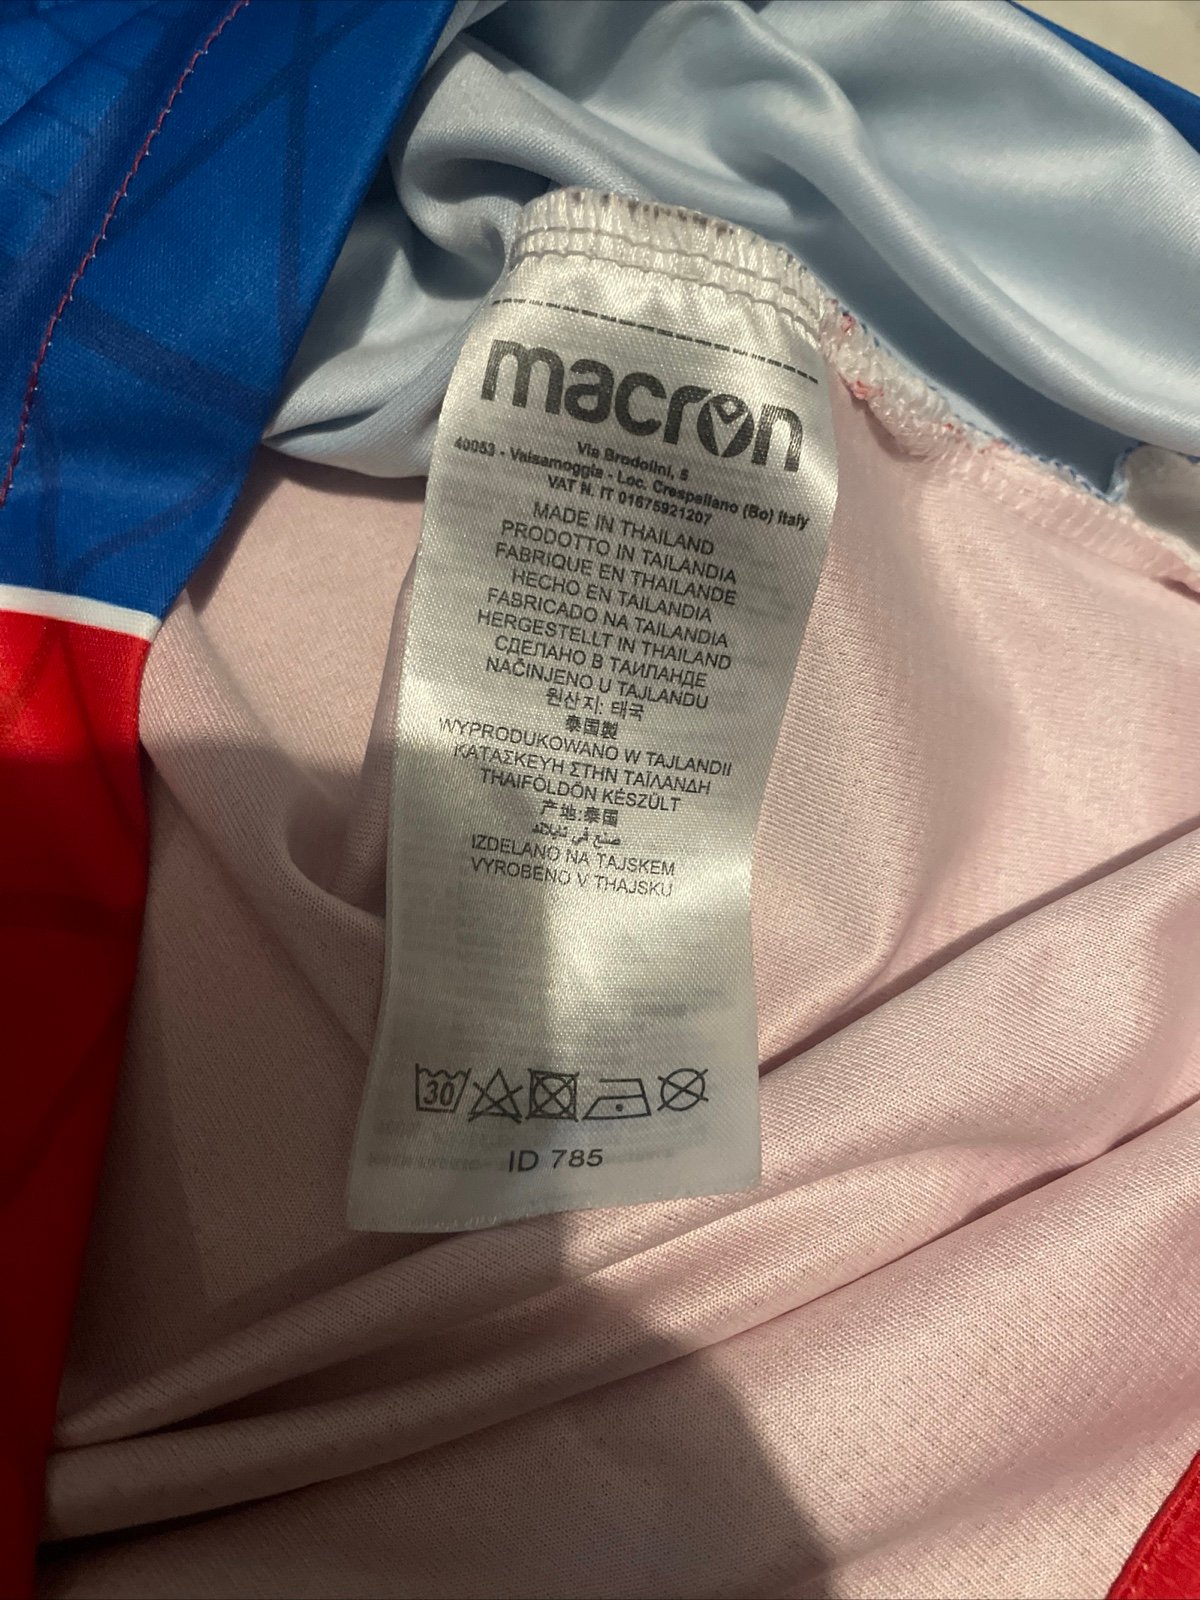 macron
Via Brodolini, 5
40053 - Valsamoggia - Loc. Crespellano (Bo) Italy
VAT N. IT 01675921207
MADE IN THAILAND
PRODOTTO IN TAILANDIA
FABRIQUE EN THAILANDE
HECHO EN TAILANDIA
FABRICADO NA TAILANDIA
HERGESTELLT IN THAILAND
СДЕЛАНО В ТАИЛАНДЕ
NAČINJENO U TAJLANDU
원산지: 태국
泰国製
WYPRODUKOWANO W TAJLANDII
ΚΑΤΑΣΚΕΥΗ ΣΤΗΝ ΤΑΪΛΑΝΔΗ
THAIFÖLDÖN KÉSZÜLT
产地:泰国
صنع في تايلاند
IZDELANO NA TAJSKEM
VYROBENO V THAJSKU
30
ID 785